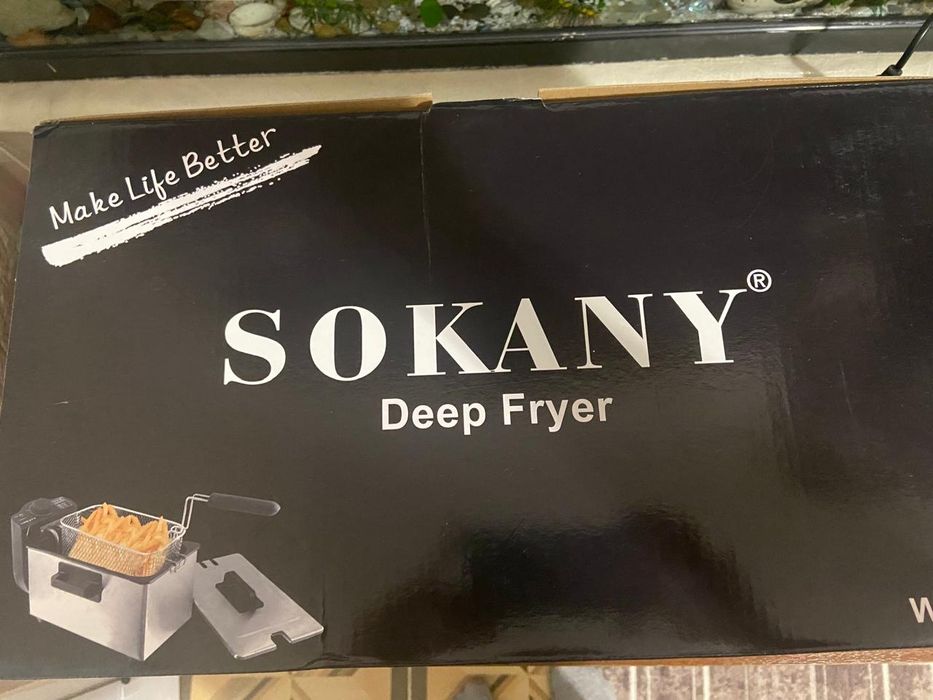 Make Life Better
SOKANY®
Deep Fryer
W